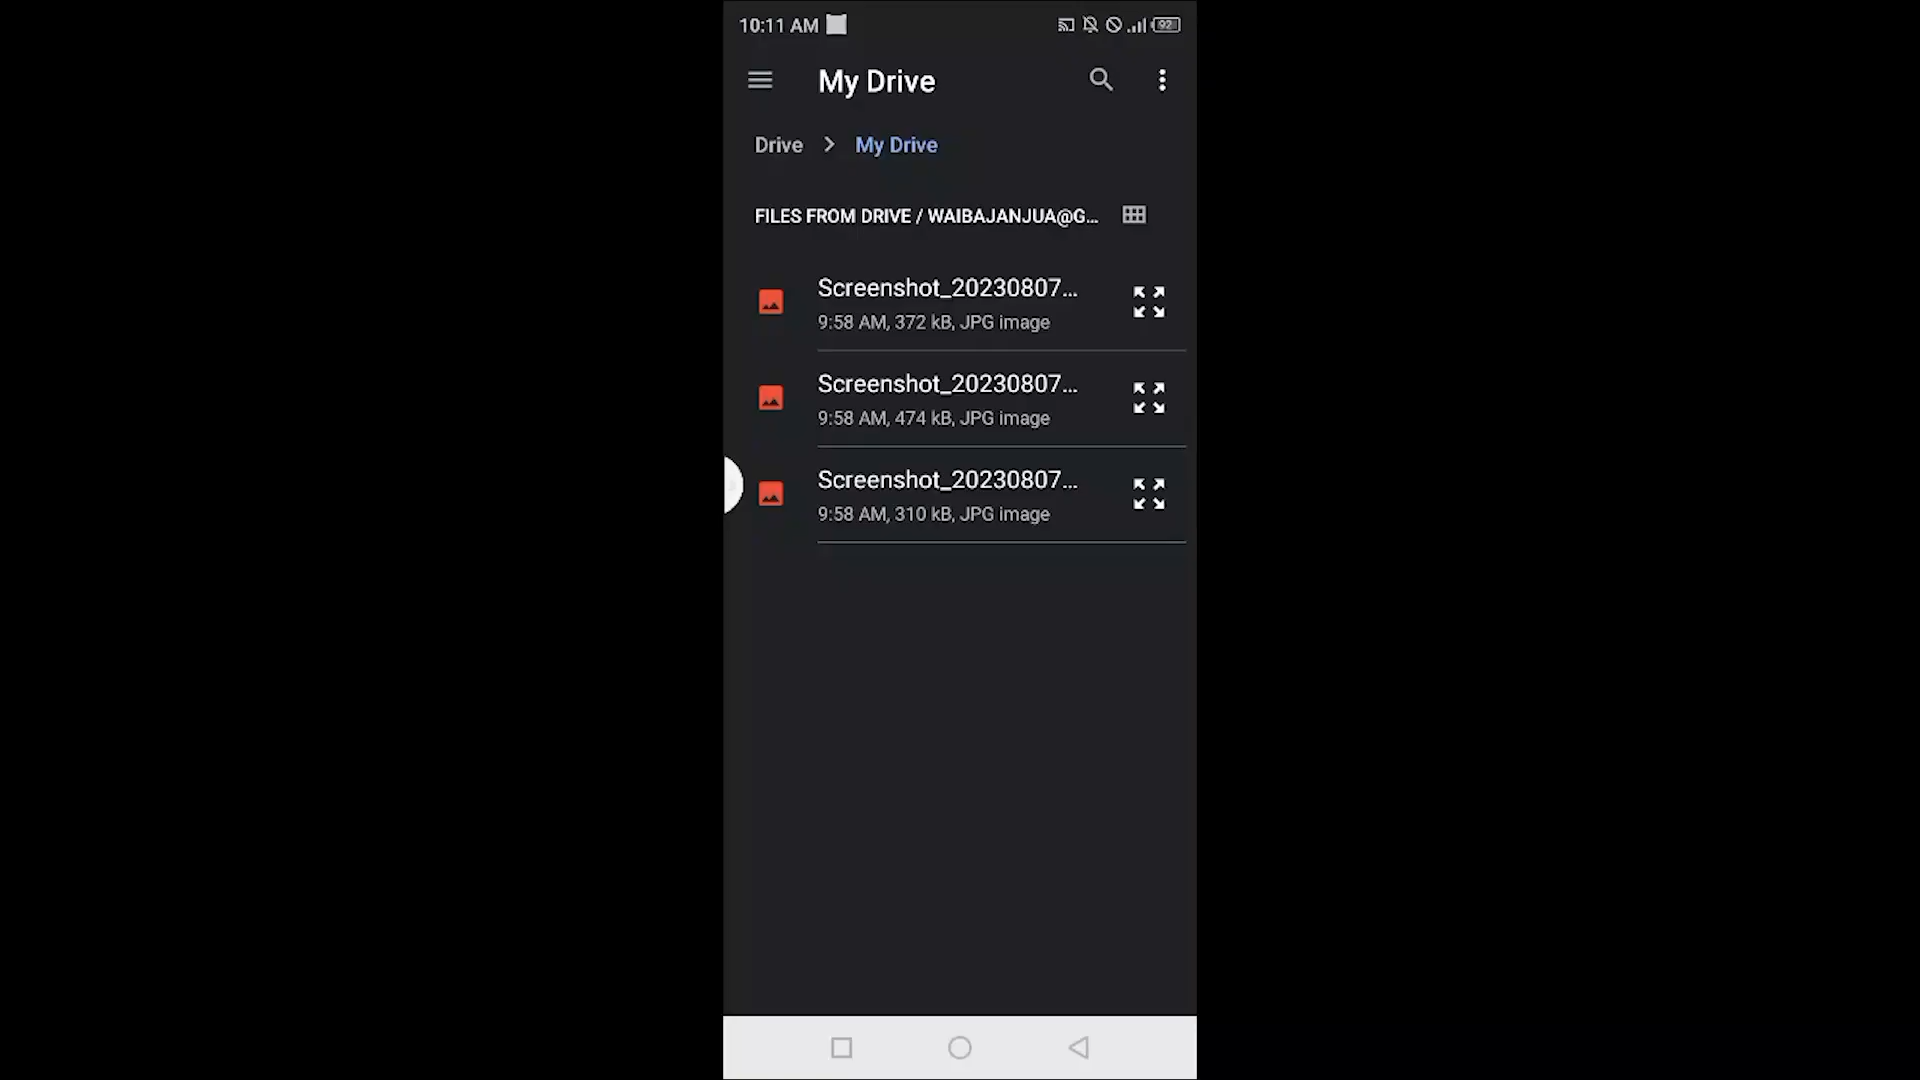 10:11 AM
92
My Drive
Drive > My Drive
FILES FROM DRIVE / WAIBAJANJUA@G...
Screenshot_20230807...
9:58 AM, 372 kB, JPG image
Screenshot_20230807...
9:58 AM, 474 kB, JPG image
Screenshot_20230807...
9:58 AM, 310 kB, JPG image